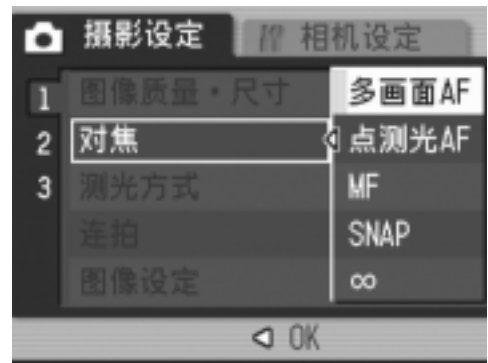 摄影设定 相机设定
1 图像质量·尺寸 多画面AF
2 对焦 点测光AF
3 测光方式 MF
连拍 SNAP
图像设定 ∞
OK